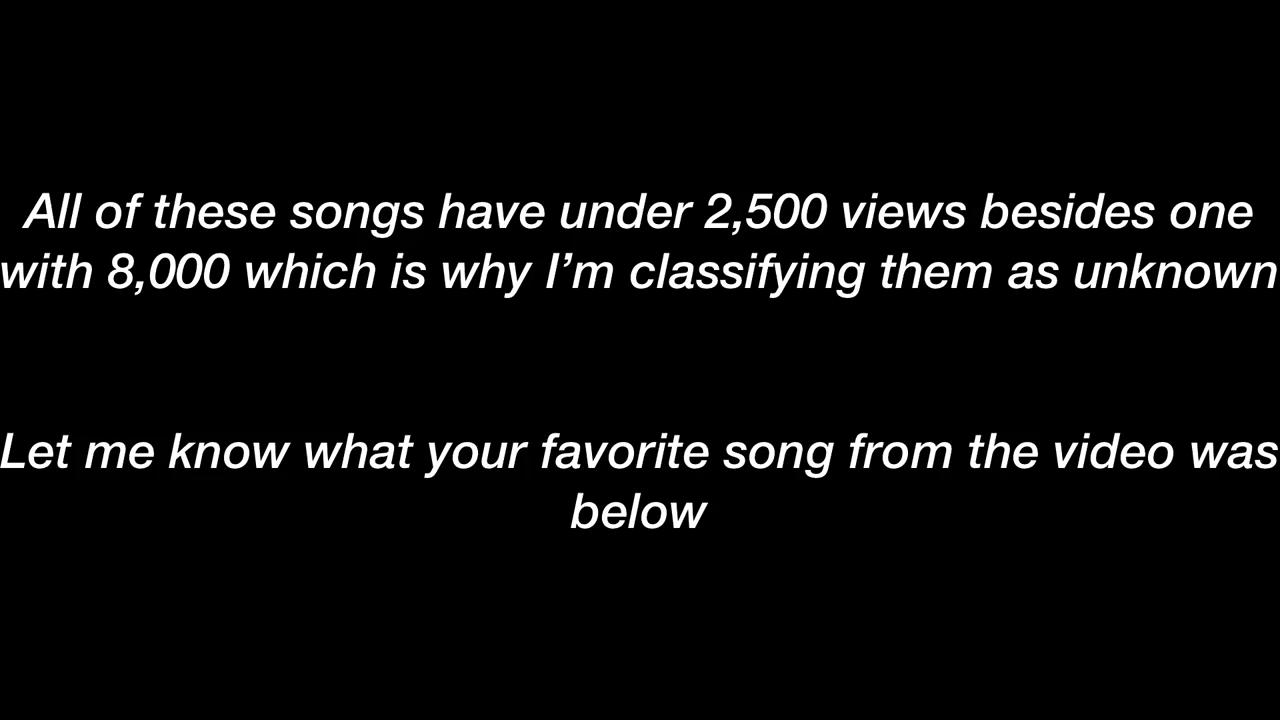 All of these songs have under 2,500 views besides one
with 8,000 which is why I’m classifying them as unknown
Let me know what your favorite song from the video was
below